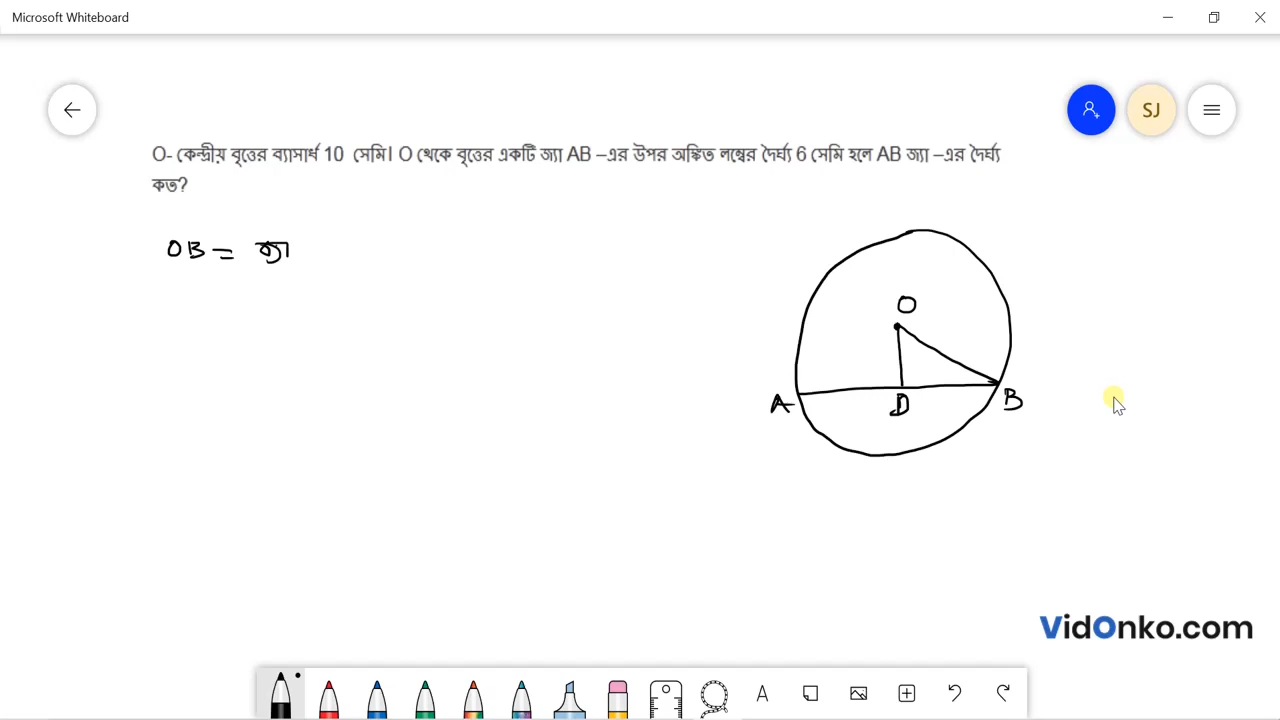 Microsoft Whiteboard
SJ
O- কেন্দ্রীয় বৃত্তের ব্যাসার্ধ 10 সেমি। O থেকে বৃত্তের একটি জ্যা AB –এর উপর অঙ্কিত লম্বের দৈর্ঘ্য 6 সেমি হলে AB জ্যা –এর দৈর্ঘ্য
কত?
OB = ব্যা
O
A D B
VidOnko.com
A